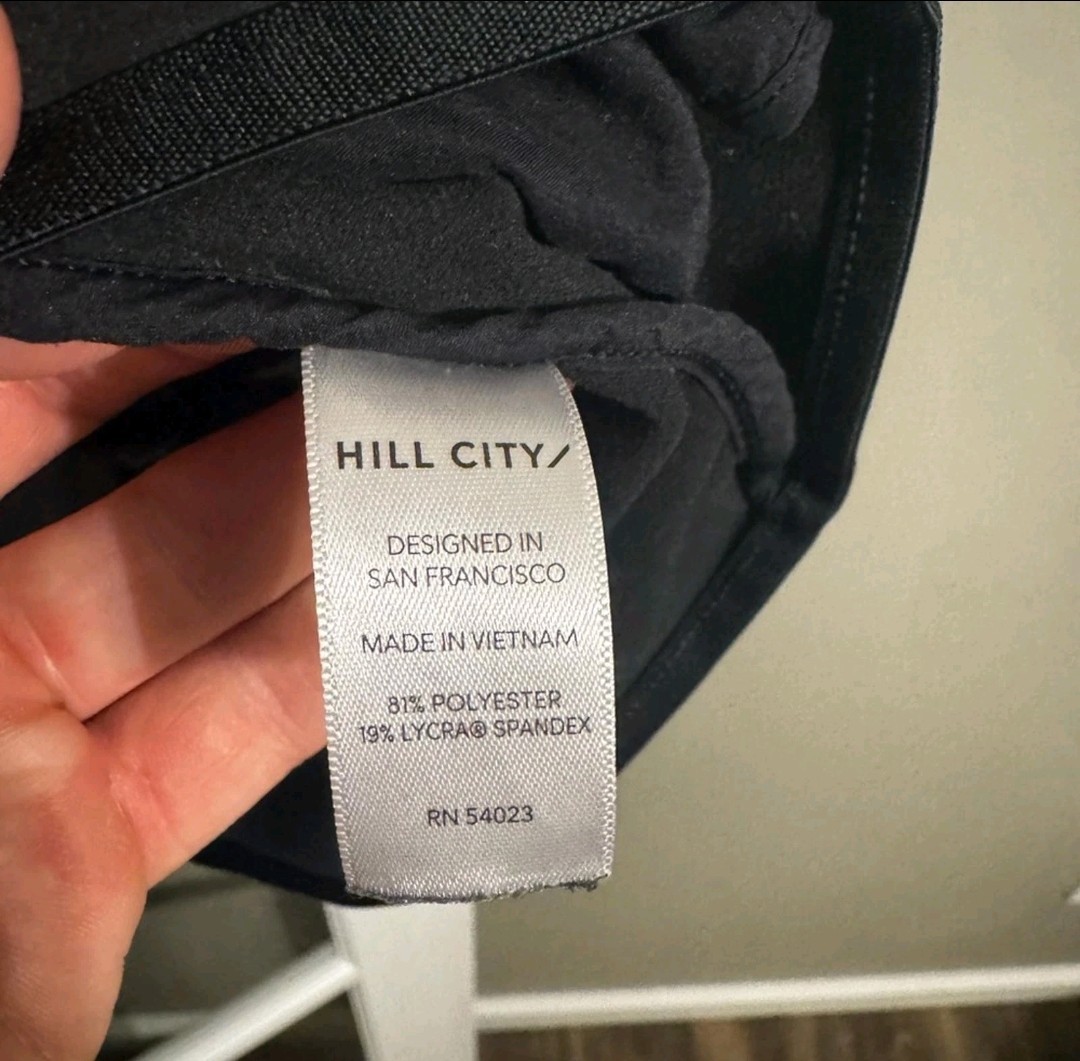 HILL CITY/
DESIGNED IN
SAN FRANCISCO
MADE IN VIETNAM
81% POLYESTER
19% LYCRA® SPANDEX
RN 54023